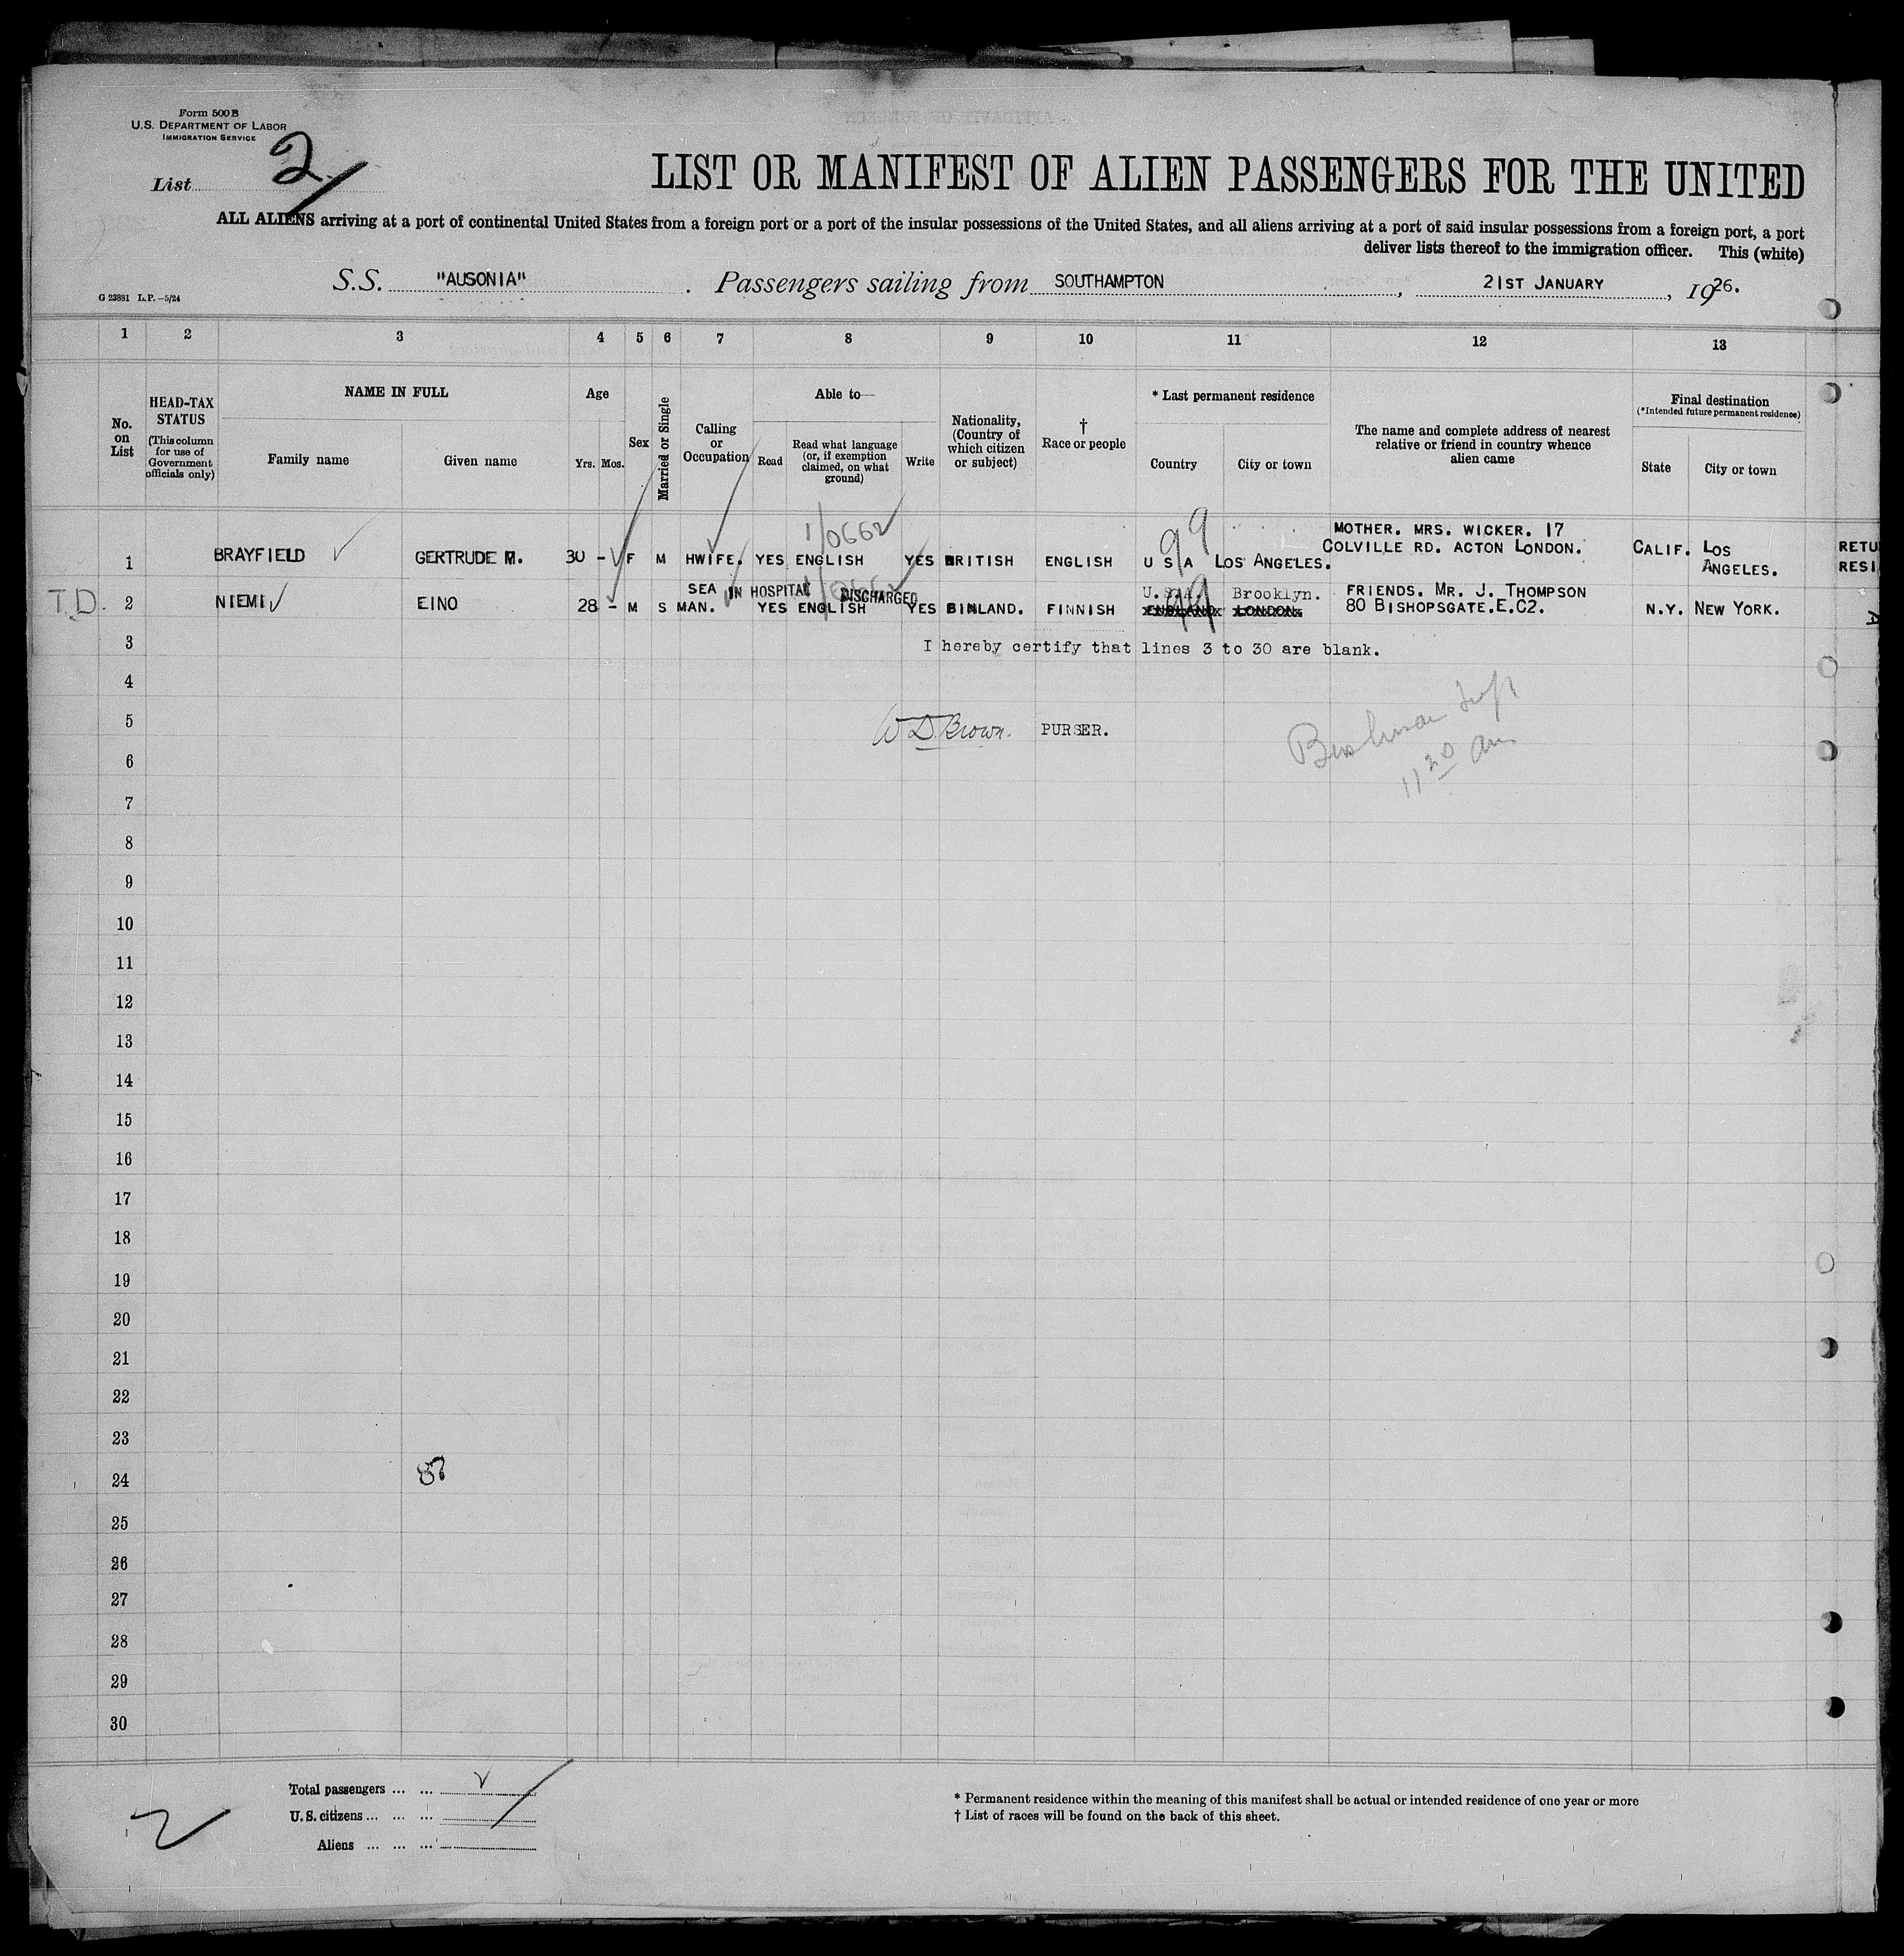 Form 500 B
U.S. DEPARTMENT OF LABOR
IMMIGRATION SERVICE
List 2
LIST OR MANIFEST OF ALIEN PASSENGERS FOR THE UNITED
ALL ALIENS arriving at a port of continental United States from a foreign port or a port of the insular possessions of the United States, and all aliens arriving at a port of said insular possessions from a foreign port, a port
deliver lists thereof to the immigration officer. This (white)
S.S. "AUSONIA" . Passengers sailing from SOUTHAMPTON , 21ST JANUARY , 1926.
G 23881 L.P.—5/24
1 2 3 4 5 6 7 8 9 10 11 12 13
No. on List
HEAD-TAX STATUS
(This column for use of Government officials only)
NAME IN FULL
Family name Given name
Age
Yrs. Mos.
Sex
Married or Single
Calling or Occupation
Able to—
Read
Read what language (or, if exemption claimed, on what ground)
Write
Nationality, (Country of which citizen or subject)
† Race or people
* Last permanent residence
Country City or town
The name and complete address of nearest relative or friend in country whence alien came
Final destination
(*Intended future permanent residence)
State City or town
1/0662
99
MOTHER. MRS. WICKER. 17
1 BRAYFIELD GERTRUDE M. 30 - F M HWIFE. YES ENGLISH YES BRITISH ENGLISH U S A LOS ANGELES. COLVILLE RD. ACTON LONDON. CALIF. LOS ANGELES. RETU RESI
SEA IN HOSPITAL DISCHARGED U.S.A. Brooklyn. FRIENDS. MR. J. THOMPSON
T.D. 2 NIEMI EINO 28 - M S MAN. YES ENGLISH YES FINLAND. FINNISH ENGLAND LONDON. 80 BISHOPSGATE.E.C2. N.Y. NEW YORK.
99
3 I hereby certify that lines 3 to 30 are blank.
4
5 W D. Brown. PURSER.
11 20 am
6
7
8
9
10
11
12
13
14
15
16
17
18
19
20
21
22
23
24
25
26
27
28
29
30
Total passengers ... ...
U.S. citizens ... ... ...
Aliens ... ... ...
2
* Permanent residence within the meaning of this manifest shall be actual or intended residence of one year or more
† List of races will be found on the back of this sheet.